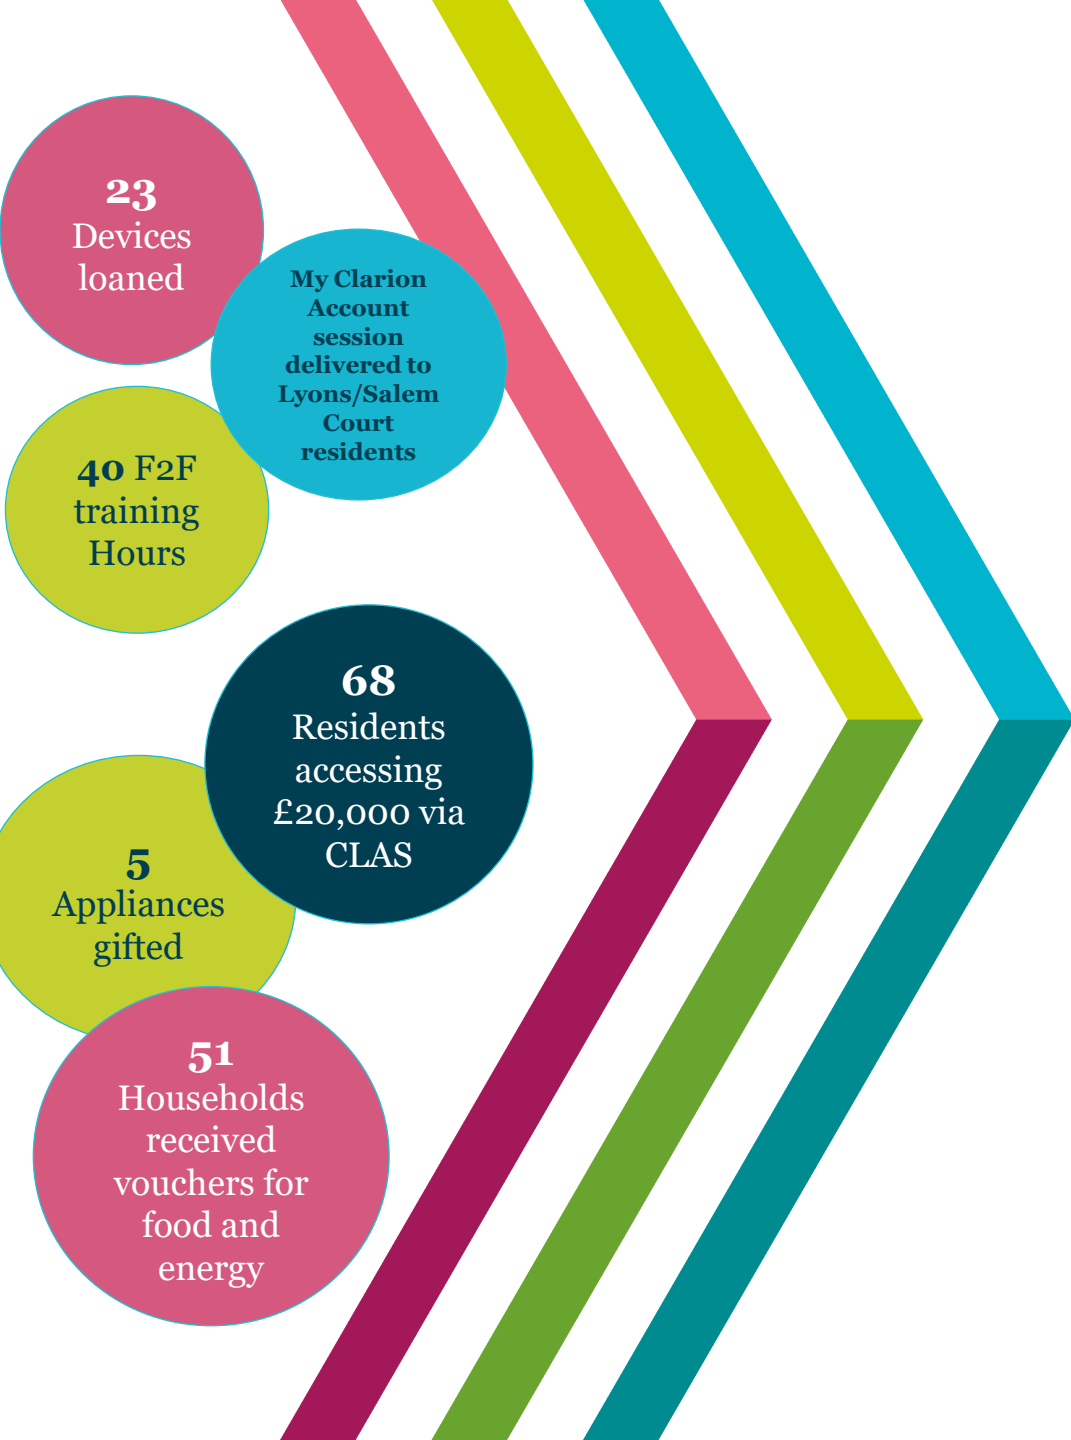 23
Devices
loaned
My Clarion
Account
session
delivered to
Lyons/Salem
Court
residents
40 F2F
training
Hours
68
Residents
accessing
£20,000 via
CLAS
5
Appliances
gifted
51
Households
received
vouchers for
food and
energy